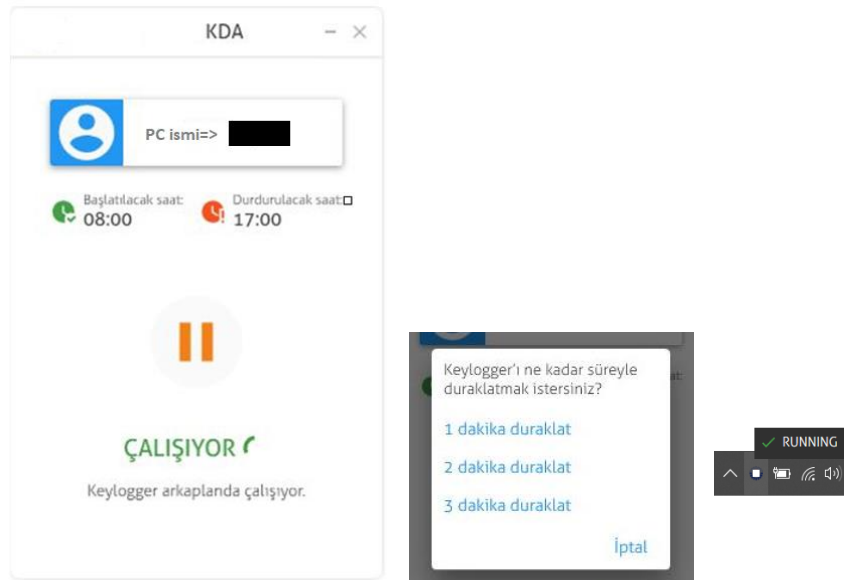 KDA
PC ismi=>
Başlatılacak saat:
08:00
Durdurulacak saat:
17:00
ÇALIŞIYOR
Keylogger arkaplanda çalışıyor.
at:
Keylogger'ı ne kadar süreyle
duraklatmak istersiniz?
1 dakika duraklat
2 dakika duraklat
3 dakika duraklat
İptal
RUNNING